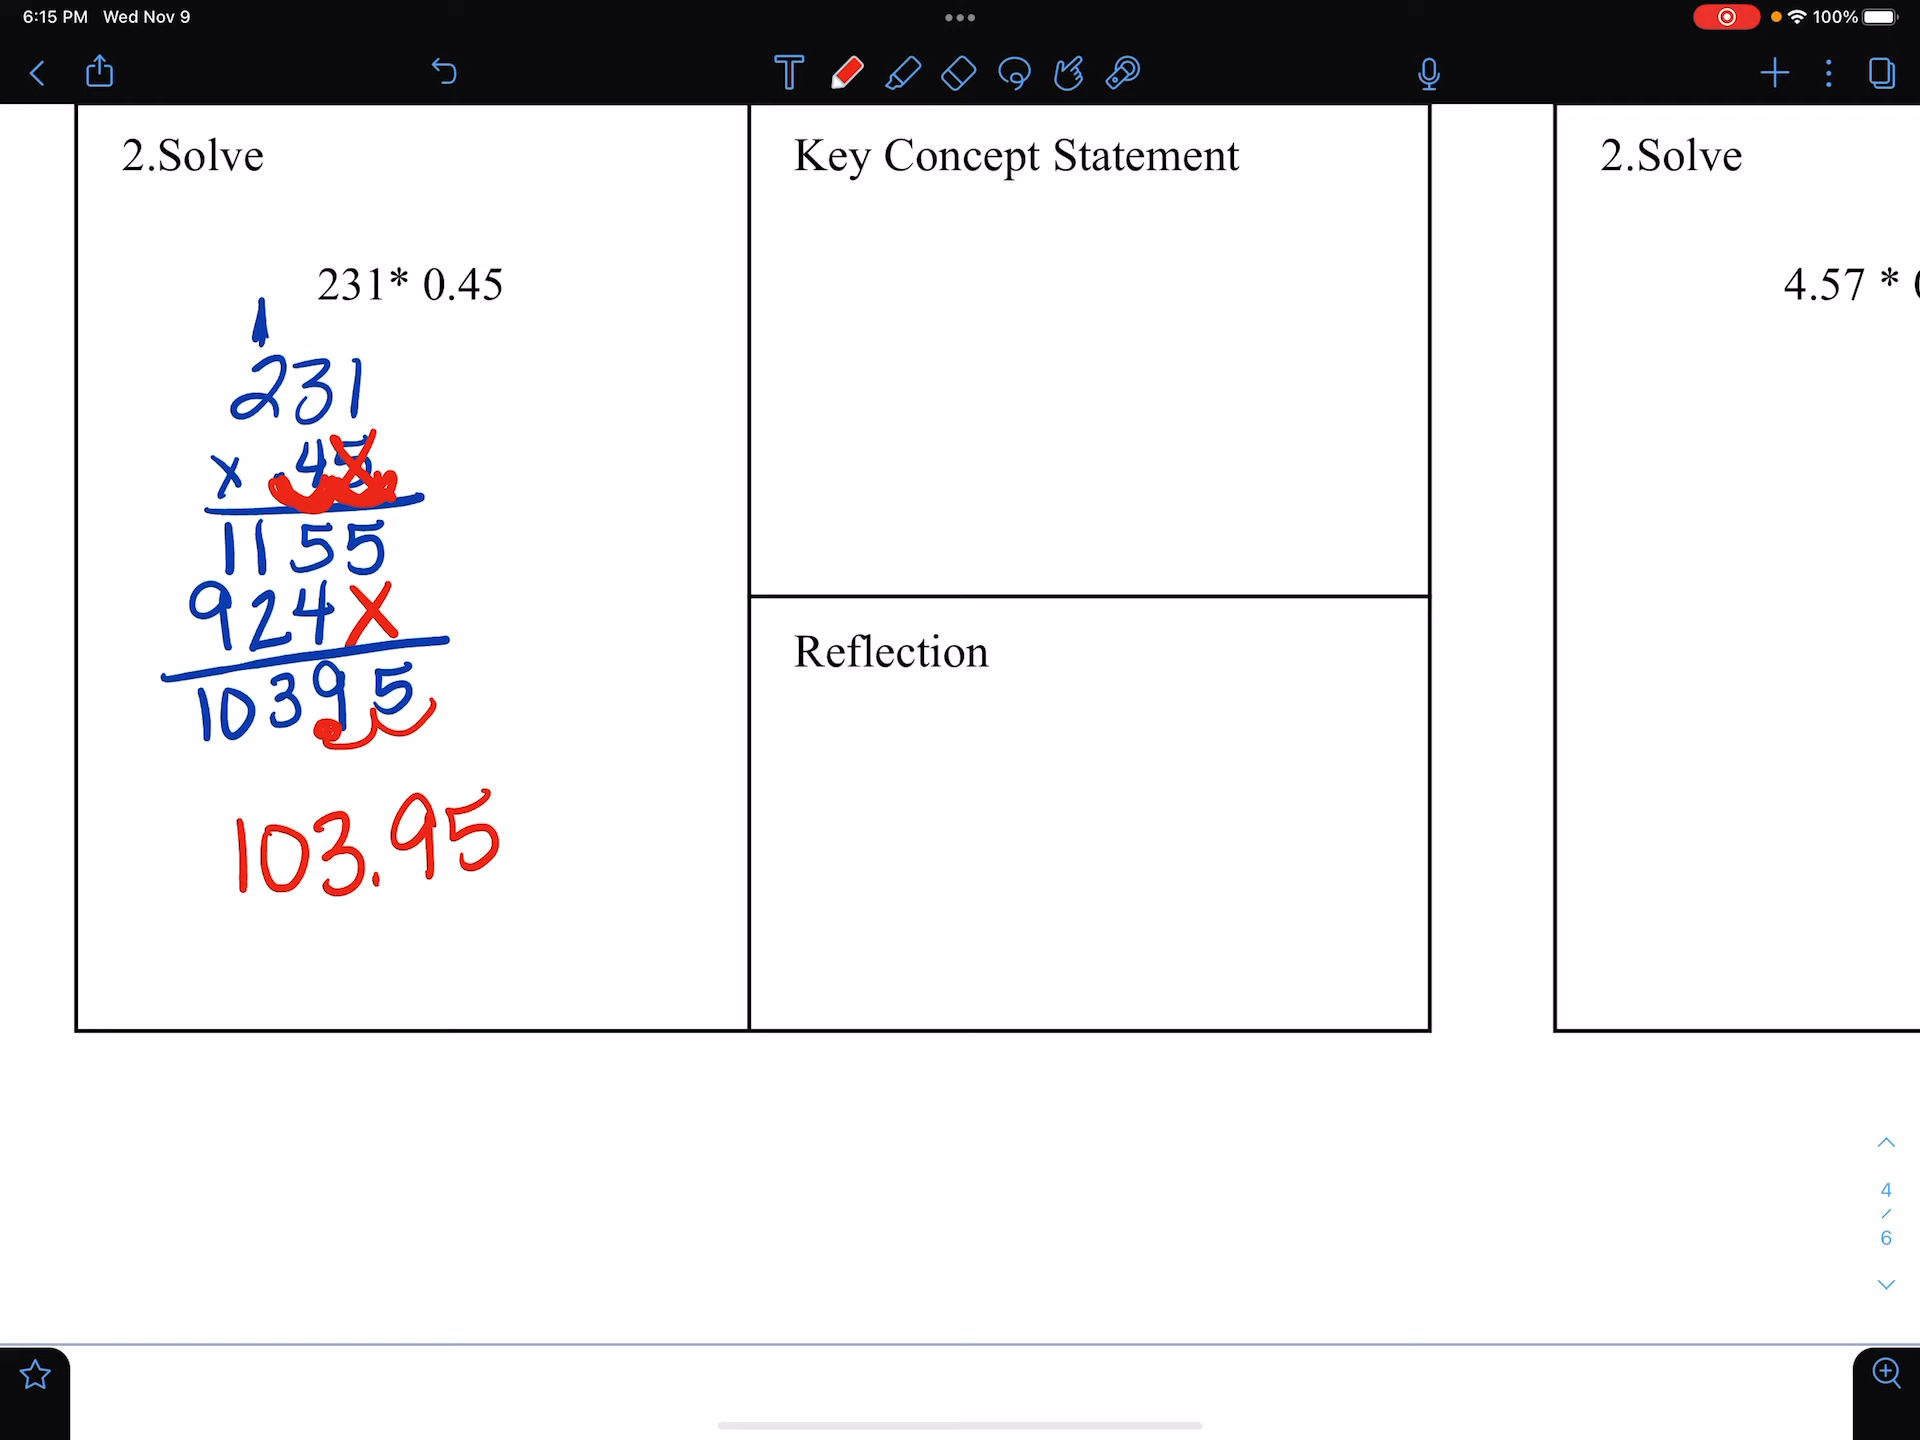 6:15 PM Wed Nov 9
100%
2.Solve
231* 0.45
1
231
x .45
1155
924X
10395
103.95
Key Concept Statement
Reflection
2.Solve
4.57 *
4
/
6